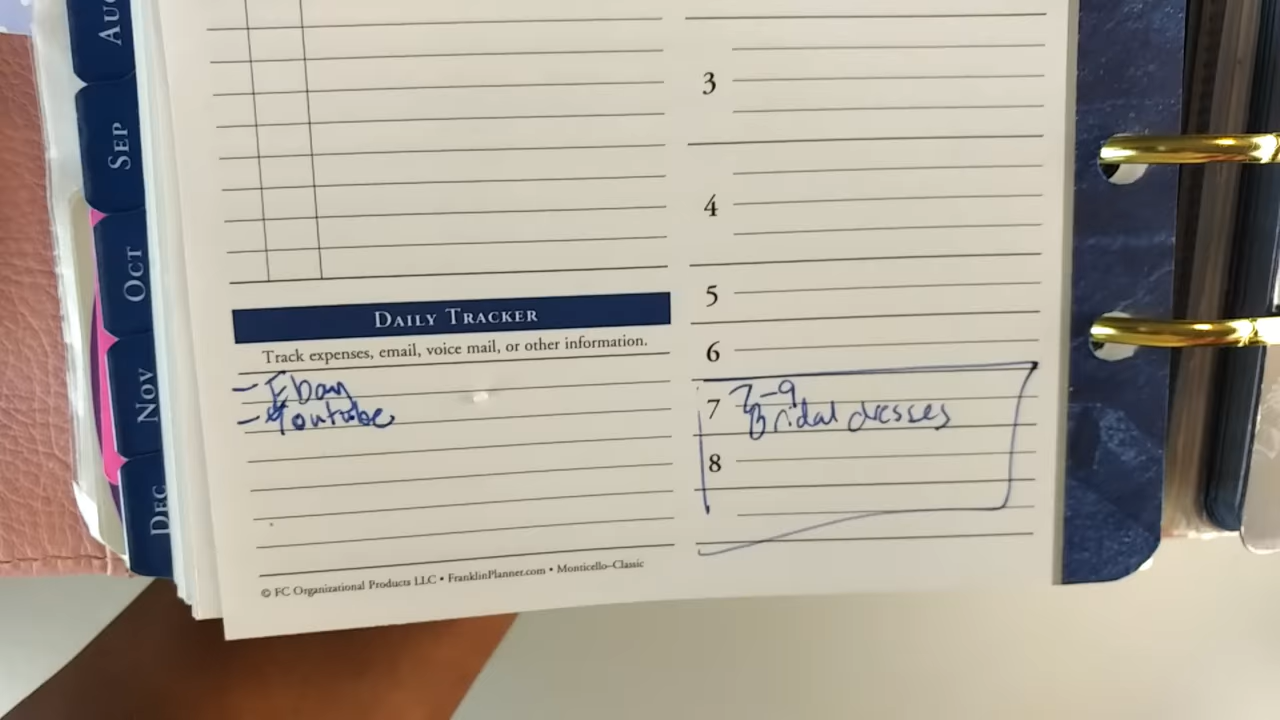 AUG
SEP
OCT
NOV
DEC
DAILY TRACKER
Track expenses, email, voice mail, or other information.
- Ebay
- Youtube
© FC Organizational Products LLC • FranklinPlanner.com • Monticello–Classic
3
4
5
6
7 7-9
Bridal dresses
8